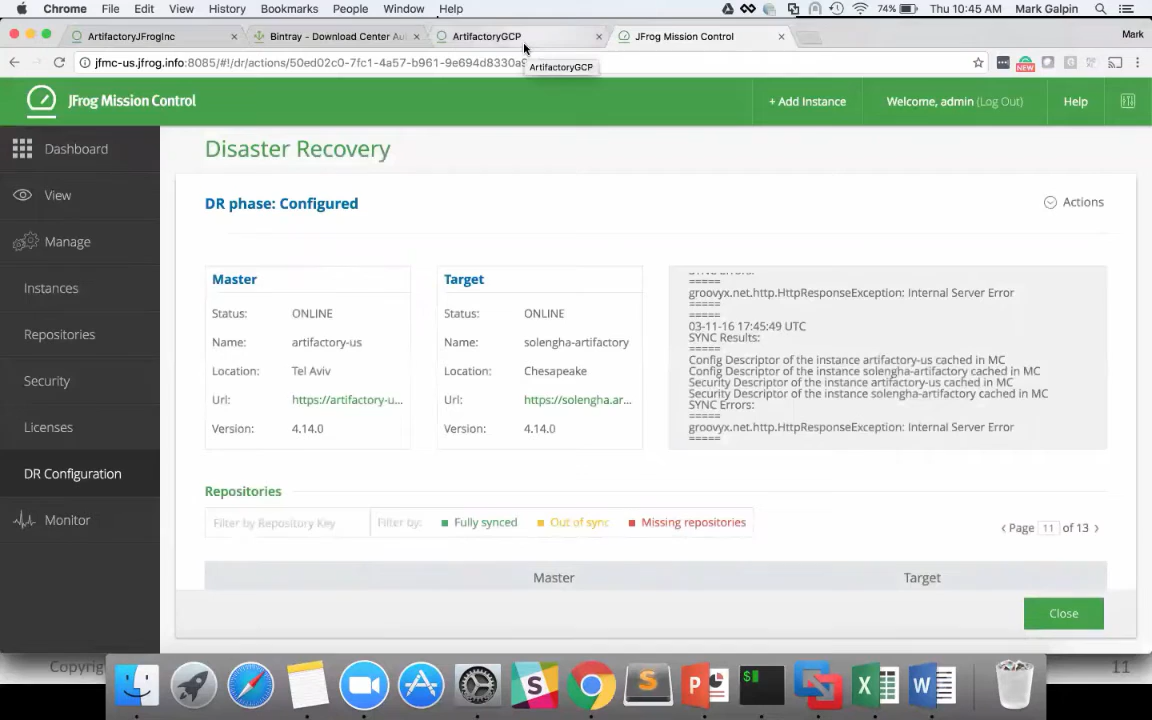 Chrome File Edit View History Bookmarks People Window Help 74% Thu 10:45 AM Mark Galpin
ArtifactoryJFrogInc × Bintray - Download Center Au × ArtifactoryGCP × JFrog Mission Control × Mark
jfmc-us.jfrog.info:8085/#!/dr/actions/50ed02c0-7fc1-4a57-b961-9e694d8330a9 NEW
ArtifactoryGCP
JFrog Mission Control + Add Instance Welcome, admin (Log Out) Help
Dashboard
View
Manage
Instances
Repositories
Security
Licenses
DR Configuration
Monitor
Disaster Recovery
DR phase: Configured Actions
Master
Status: ONLINE
Name: artifactory-us
Location: Tel Aviv
Url: https://artifactory-u...
Version: 4.14.0
Target
Status: ONLINE
Name: solengha-artifactory
Location: Chesapeake
Url: https://solengha.ar...
Version: 4.14.0
SYNC Errors:
=====
groovyx.net.http.HttpResponseException: Internal Server Error
=====
=====
03-11-16 17:45:49 UTC
SYNC Results:
=====
Config Descriptor of the instance artifactory-us cached in MC
Config Descriptor of the instance solengha-artifactory cached in MC
Security Descriptor of the instance artifactory-us cached in MC
Security Descriptor of the instance solengha-artifactory cached in MC
SYNC Errors:
=====
groovyx.net.http.HttpResponseException: Internal Server Error
=====
Repositories
Filter by Repository Key Filter by: Fully synced Out of sync Missing repositories
Page 11 of 13
Master Target
Close
Copyrig 11